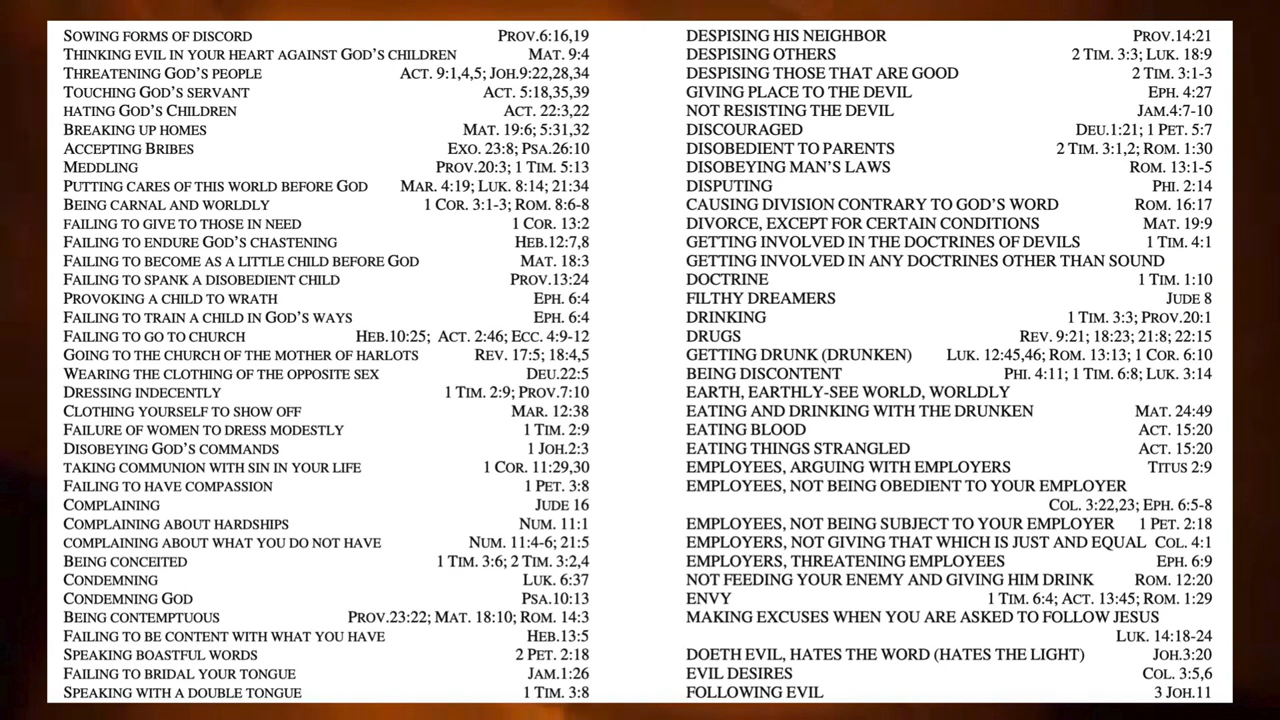 SOWING FORMS OF DISCORD PROV.6:16,19
THINKING EVIL IN YOUR HEART AGAINST GOD'S CHILDREN MAT. 9:4
THREATENING GOD'S PEOPLE ACT. 9:1,4,5; JOH.9:22,28,34
TOUCHING GOD'S SERVANT ACT. 5:18,35,39
HATING GOD'S CHILDREN ACT. 22:3,22
BREAKING UP HOMES MAT. 19:6; 5:31,32
ACCEPTING BRIBES EXO. 23:8; PSA.26:10
MEDDLING PROV.20:3; 1 TIM. 5:13
PUTTING CARES OF THIS WORLD BEFORE GOD MAR. 4:19; LUK. 8:14; 21:34
BEING CARNAL AND WORLDLY 1 COR. 3:1-3; ROM. 8:6-8
FAILING TO GIVE TO THOSE IN NEED 1 COR. 13:2
FAILING TO ENDURE GOD'S CHASTENING HEB.12:7,8
FAILING TO BECOME AS A LITTLE CHILD BEFORE GOD MAT. 18:3
FAILING TO SPANK A DISOBEDIENT CHILD PROV.13:24
PROVOKING A CHILD TO WRATH EPH. 6:4
FAILING TO TRAIN A CHILD IN GOD'S WAYS EPH. 6:4
FAILING TO GO TO CHURCH HEB.10:25; ACT. 2:46; ECC. 4:9-12
GOING TO THE CHURCH OF THE MOTHER OF HARLOTS REV. 17:5; 18:4,5
WEARING THE CLOTHING OF THE OPPOSITE SEX DEU.22:5
DRESSING INDECENTLY 1 TIM. 2:9; PROV.7:10
CLOTHING YOURSELF TO SHOW OFF MAR. 12:38
FAILURE OF WOMEN TO DRESS MODESTLY 1 TIM. 2:9
DISOBEYING GOD'S COMMANDS 1 JOH.2:3
TAKING COMMUNION WITH SIN IN YOUR LIFE 1 COR. 11:29,30
FAILING TO HAVE COMPASSION 1 PET. 3:8
COMPLAINING JUDE 16
COMPLAINING ABOUT HARDSHIPS NUM. 11:1
COMPLAINING ABOUT WHAT YOU DO NOT HAVE NUM. 11:4-6; 21:5
BEING CONCEITED 1 TIM. 3:6; 2 TIM. 3:2,4
CONDEMNING LUK. 6:37
CONDEMNING GOD PSA.10:13
BEING CONTEMPTUOUS PROV.23:22; MAT. 18:10; ROM. 14:3
FAILING TO BE CONTENT WITH WHAT YOU HAVE HEB.13:5
SPEAKING BOASTFUL WORDS 2 PET. 2:18
FAILING TO BRIDAL YOUR TONGUE JAM.1:26
SPEAKING WITH A DOUBLE TONGUE 1 TIM. 3:8
DESPISING HIS NEIGHBOR PROV.14:21
DESPISING OTHERS 2 TIM. 3:3; LUK. 18:9
DESPISING THOSE THAT ARE GOOD 2 TIM. 3:1-3
GIVING PLACE TO THE DEVIL EPH. 4:27
NOT RESISTING THE DEVIL JAM.4:7-10
DISCOURAGED DEU.1:21; 1 PET. 5:7
DISOBEDIENT TO PARENTS 2 TIM. 3:1,2; ROM. 1:30
DISOBEYING MAN'S LAWS ROM. 13:1-5
DISPUTING PHI. 2:14
CAUSING DIVISION CONTRARY TO GOD'S WORD ROM. 16:17
DIVORCE, EXCEPT FOR CERTAIN CONDITIONS MAT. 19:9
GETTING INVOLVED IN THE DOCTRINES OF DEVILS 1 TIM. 4:1
GETTING INVOLVED IN ANY DOCTRINES OTHER THAN SOUND
DOCTRINE 1 TIM. 1:10
FILTHY DREAMERS JUDE 8
DRINKING 1 TIM. 3:3; PROV.20:1
DRUGS REV. 9:21; 18:23; 21:8; 22:15
GETTING DRUNK (DRUNKEN) LUK. 12:45,46; ROM. 13:13; 1 COR. 6:10
BEING DISCONTENT PHI. 4:11; 1 TIM. 6:8; LUK. 3:14
EARTH, EARTHLY-SEE WORLD, WORLDLY
EATING AND DRINKING WITH THE DRUNKEN MAT. 24:49
EATING BLOOD ACT. 15:20
EATING THINGS STRANGLED ACT. 15:20
EMPLOYEES, ARGUING WITH EMPLOYERS TITUS 2:9
EMPLOYEES, NOT BEING OBEDIENT TO YOUR EMPLOYER
COL. 3:22,23; EPH. 6:5-8
EMPLOYEES, NOT BEING SUBJECT TO YOUR EMPLOYER 1 PET. 2:18
EMPLOYERS, NOT GIVING THAT WHICH IS JUST AND EQUAL COL. 4:1
EMPLOYERS, THREATENING EMPLOYEES EPH. 6:9
NOT FEEDING YOUR ENEMY AND GIVING HIM DRINK ROM. 12:20
ENVY 1 TIM. 6:4; ACT. 13:45; ROM. 1:29
MAKING EXCUSES WHEN YOU ARE ASKED TO FOLLOW JESUS
LUK. 14:18-24
DOETH EVIL, HATES THE WORD (HATES THE LIGHT) JOH.3:20
EVIL DESIRES COL. 3:5,6
FOLLOWING EVIL 3 JOH.11